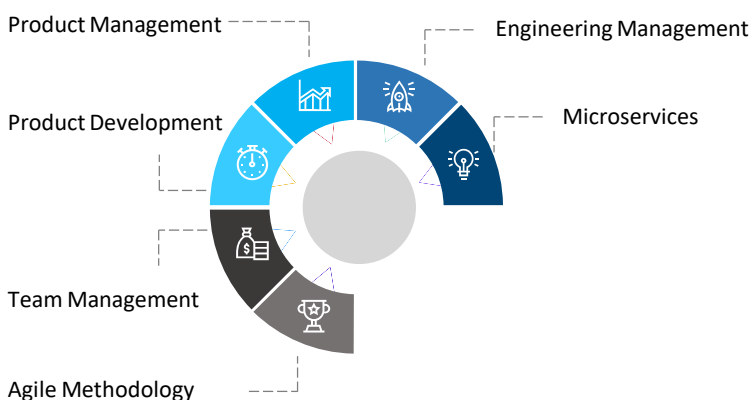 Product Management
Engineering Management
Product Development
Microservices
$
Team Management
Agile Methodology